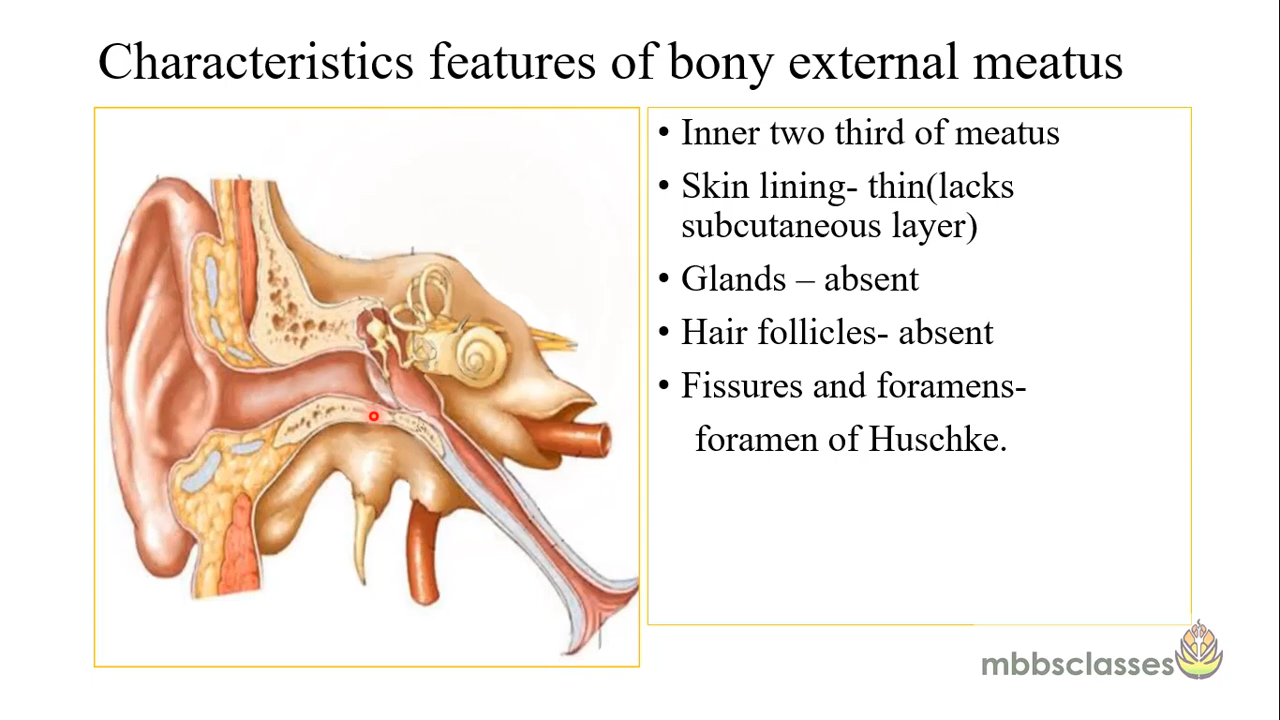 Characteristics features of bony external meatus
• Inner two third of meatus
• Skin lining- thin(lacks
subcutaneous layer)
• Glands – absent
• Hair follicles- absent
• Fissures and foramens-
foramen of Huschke.
mbbsclasses